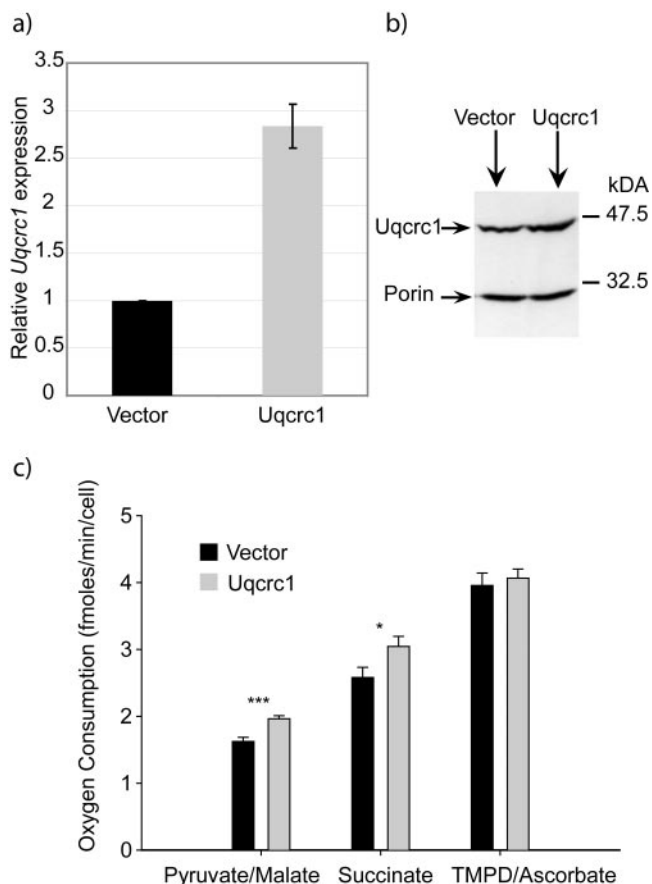 a)
Relative Uqcrc1 expression
3.5
3
2.5
2
1.5
1
0.5
0
Vector
Uqcrc1
b)
Vector
Uqcrc1
kDA
Uqcrc1
47.5
Porin
32.5
c)
Oxygen Consumption (fmoles/min/cell)
5
4
3
2
1
0
Vector
Uqcrc1
***
*
Pyruvate/Malate
Succinate
TMPD/Ascorbate